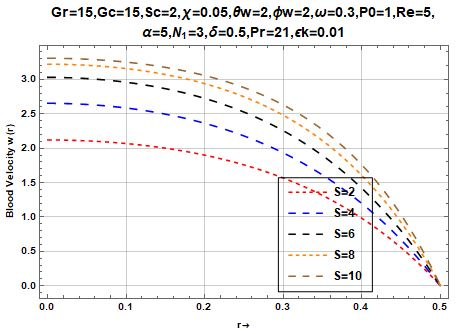 Gr=15,Gc=15,Sc=2,χ=0.05,θw=2,ϕw=2,ω=0.3,P0=1,Re=5,
α=5,N₁=3,δ=0.5,Pr=21,ϵk=0.01
Blood Velocity w(r)
3.0
2.5
2.0
1.5
1.0
0.5
0.0
S=2
S=4
S=6
S=8
S=10
0.0 0.1 0.2 0.3 0.4 0.5
r→